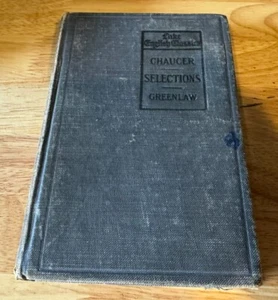 Lake
English Classics
CHAUCER
SELECTIONS
GREENLAW